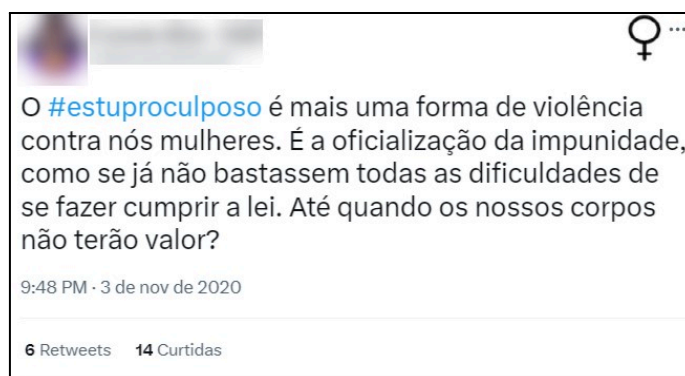 O #estuproculposo é mais uma forma de violência
contra nós mulheres. É a oficialização da impunidade,
como se já não bastassem todas as dificuldades de
se fazer cumprir a lei. Até quando os nossos corpos
não terão valor?
9:48 PM · 3 de nov de 2020
6 Retweets 14 Curtidas